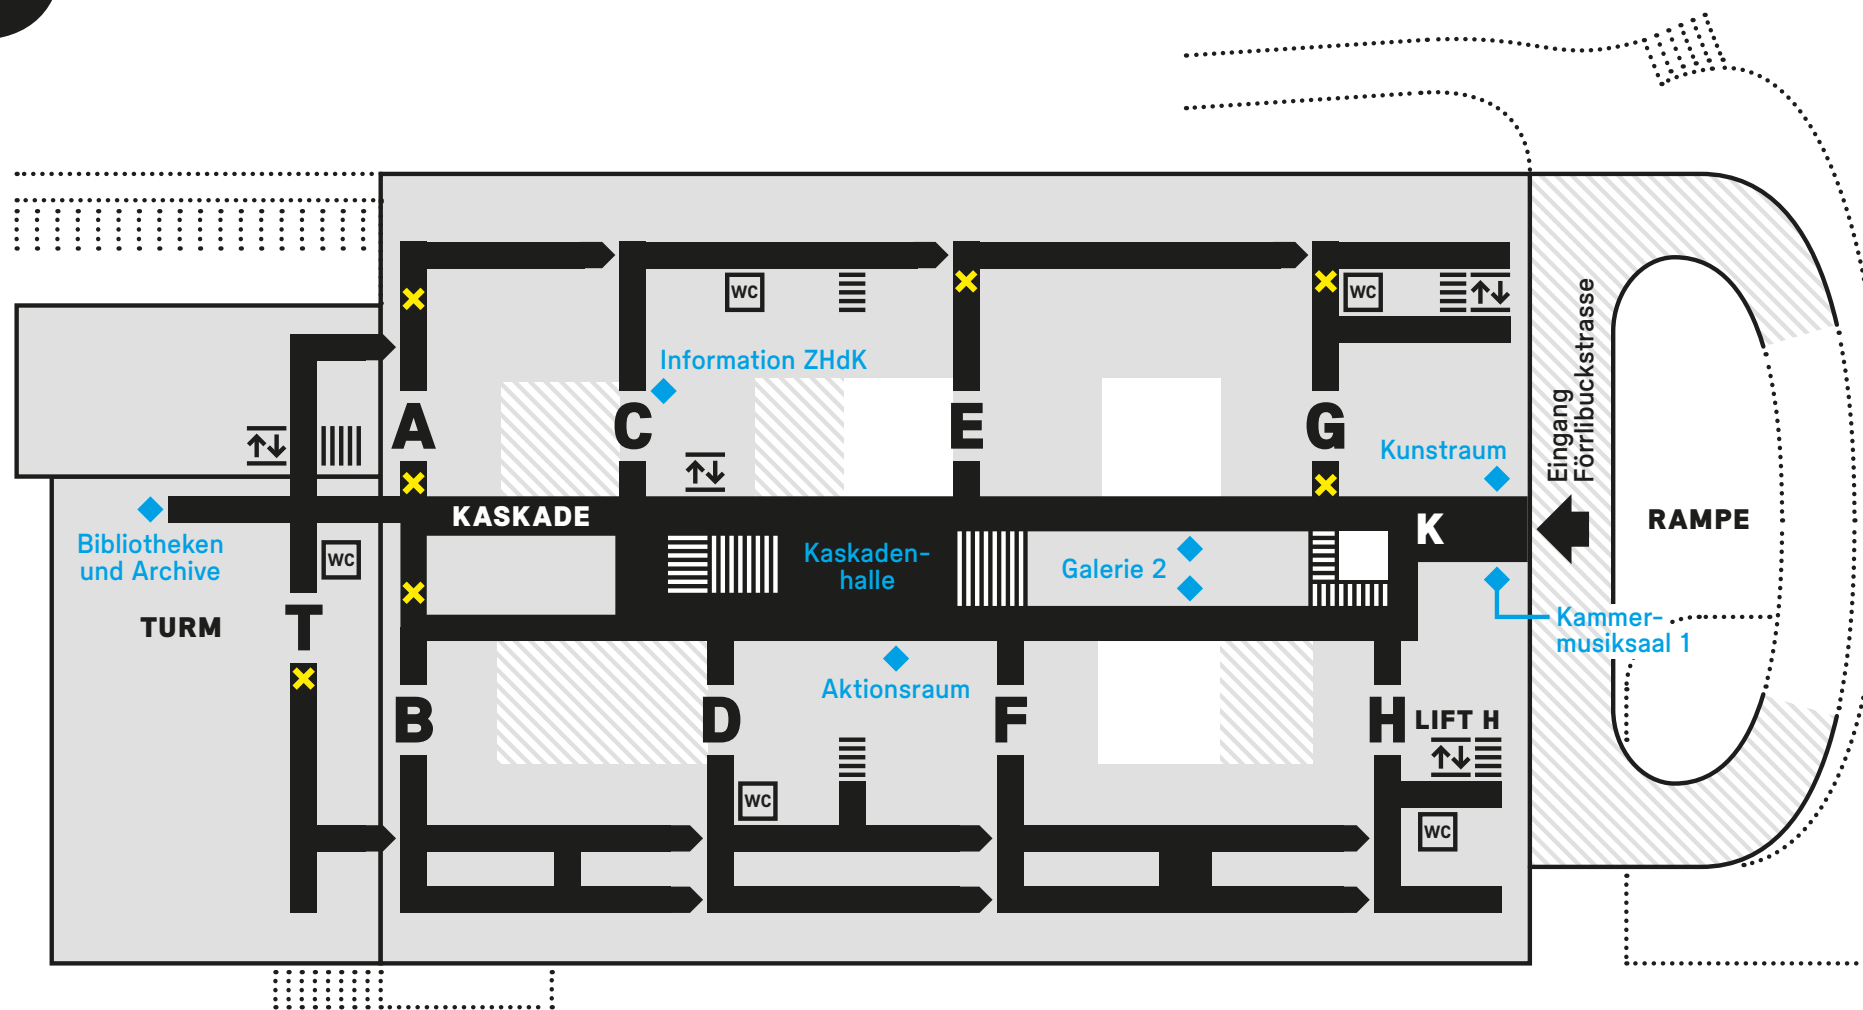 WC
WC
Information ZHdK
A
C
E
G
Kunstraum
Eingang
Förrlibuckstrasse
KASKADE
K
RAMPE
Bibliotheken
und Archive
WC
Kaskaden-
halle
Galerie 2
TURM
T
Kammer-
musiksaal 1
Aktionsraum
B
D
F
H
LIFT H
WC
WC